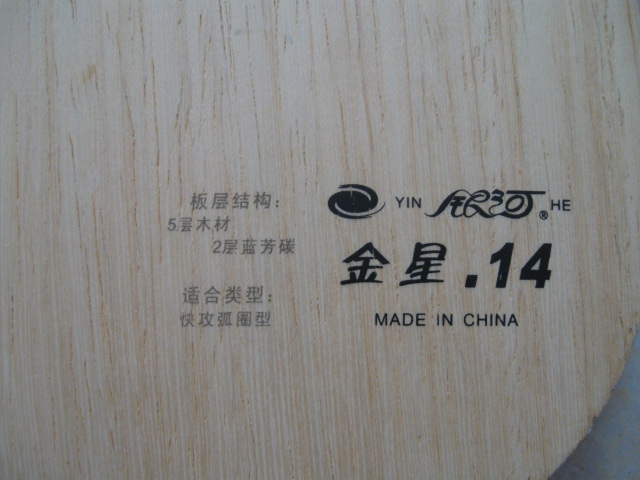 板层结构：
5层木材
2层蓝芳碳
适合类型：
快攻弧圈型
YIN 银河® HE
金星.14
MADE IN CHINA